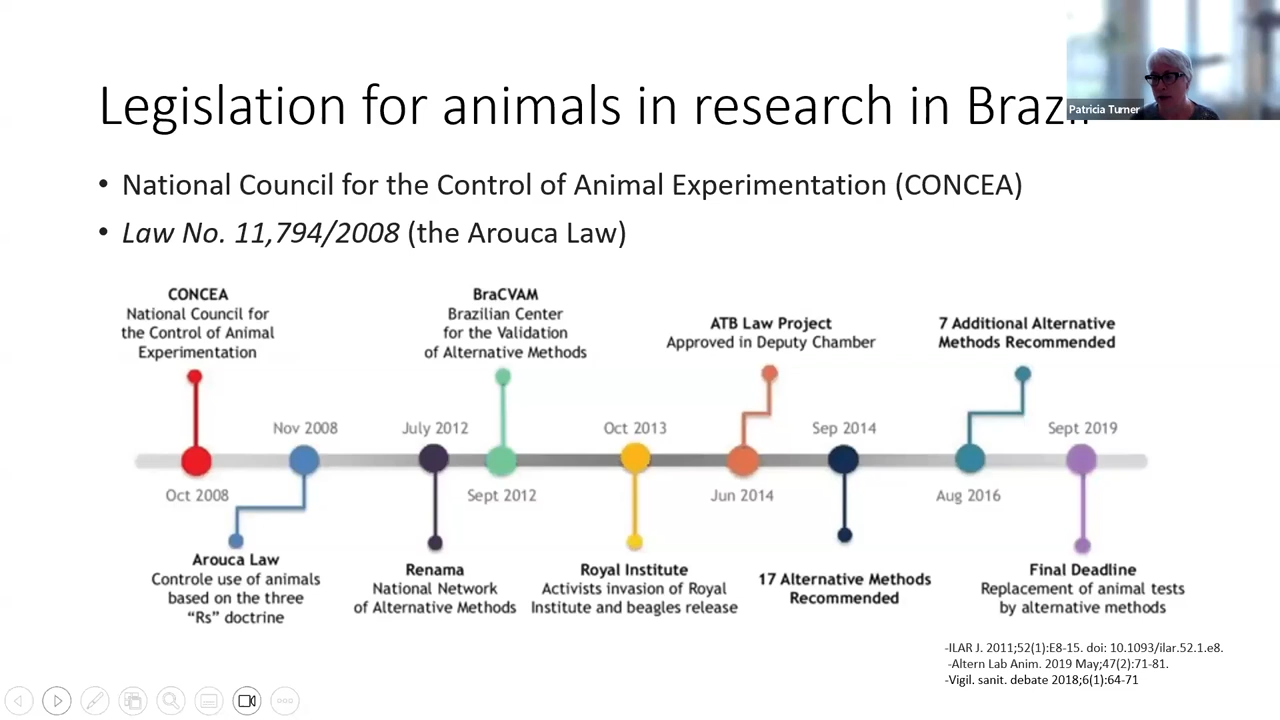 Legislation for animals in research in Brazil
Patricia Turner
• National Council for the Control of Animal Experimentation (CONCEA)
• Law No. 11,794/2008 (the Arouca Law)
CONCEA
National Council for
the Control of Animal
Experimentation
BraCVAM
Brazilian Center
for the Validation
of Alternative Methods
ATB Law Project
Approved in Deputy Chamber
7 Additional Alternative
Methods Recommended
Nov 2008
July 2012
Oct 2013
Sep 2014
Sept 2019
Oct 2008
Sept 2012
Jun 2014
Aug 2016
Arouca Law
Controle use of animals
based on the three
“Rs” doctrine
Renama
National Network
of Alternative Methods
Royal Institute
Activists invasion of Royal
Institute and beagles release
17 Alternative Methods
Recommended
Final Deadline
Replacement of animal tests
by alternative methods
-ILAR J. 2011;52(1):E8-15. doi: 10.1093/ilar.52.1.e8.
-Altern Lab Anim. 2019 May;47(2):71-81.
-Vigil. sanit. debate 2018;6(1):64-71